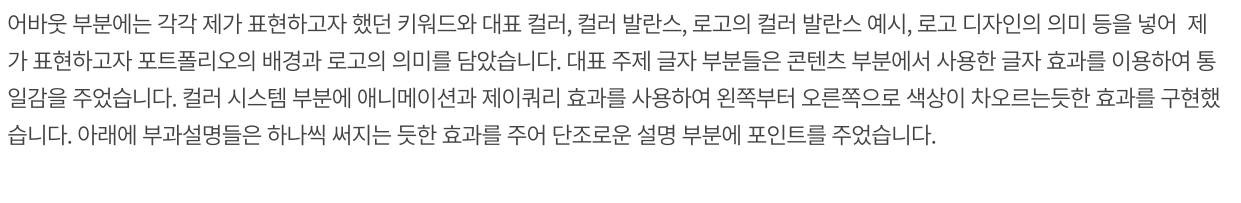 어바웃 부분에는 각각 제가 표현하고자 했던 키워드와 대표 컬러, 컬러 발란스, 로고의 컬러 발란스 예시, 로고 디자인의 의미 등을 넣어  제
가 표현하고자 포트폴리오의 배경과 로고의 의미를 담았습니다. 대표 주제 글자 부분들은 콘텐츠 부분에서 사용한 글자 효과를 이용하여 통
일감을 주었습니다. 컬러 시스템 부분에 애니메이션과 제이쿼리 효과를 사용하여 왼쪽부터 오른쪽으로 색상이 차오르는듯한 효과를 구현했
습니다. 아래에 부과설명들은 하나씩 써지는 듯한 효과를 주어 단조로운 설명 부분에 포인트를 주었습니다.